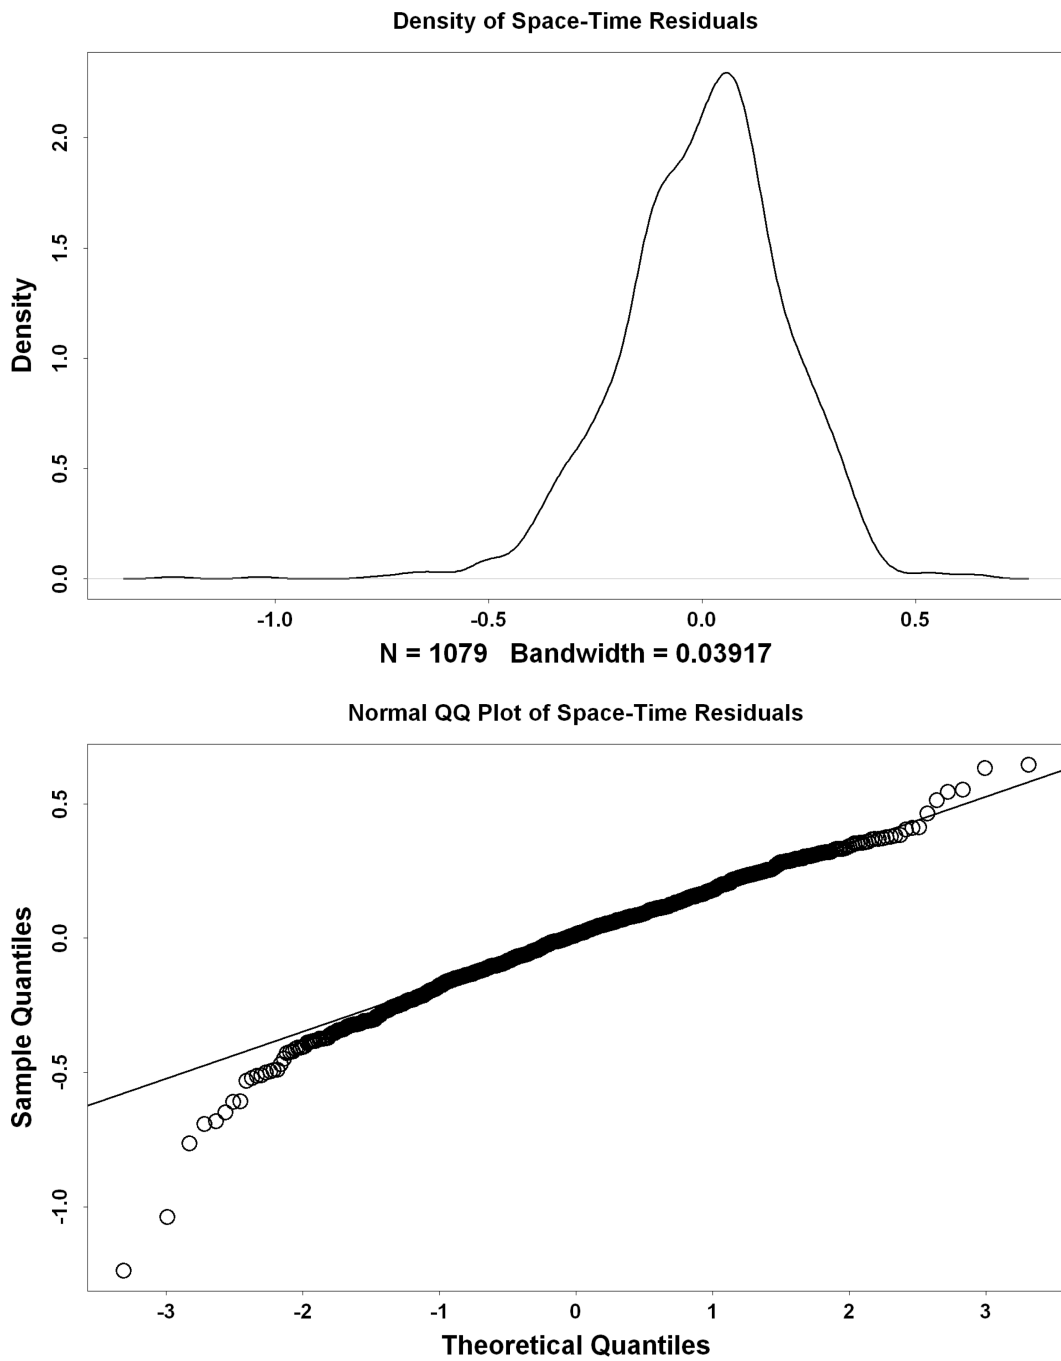 Density of Space-Time Residuals
Density
2.0
1.5
1.0
0.5
0.0
-1.0 -0.5 0.0 0.5
N = 1079 Bandwidth = 0.03917
Normal QQ Plot of Space-Time Residuals
Sample Quantiles
0.5
0.0
-0.5
-1.0
-3 -2 -1 0 1 2 3
Theoretical Quantiles